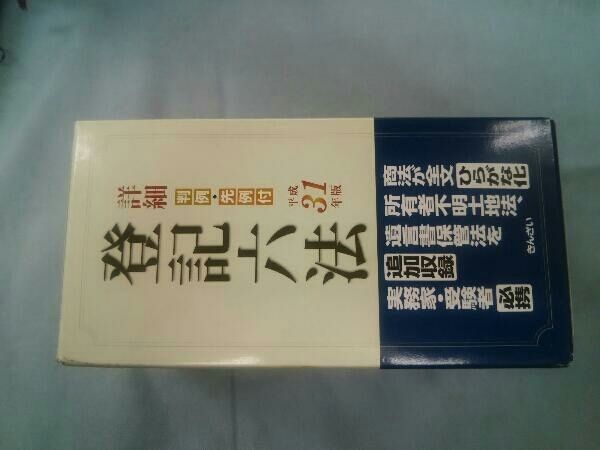 詳細
判例・先例付
平成31年版
登記六法
商法が全文ひらがな化
所有者不明土地法、
遺言書保管法を
追加収録
実務家・受験者必携
きんざい